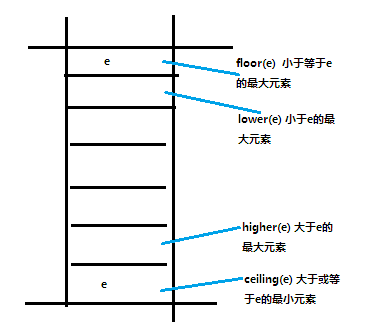 e
floor(e) 小于等于e
的最大元素
lower(e) 小于e的最
大元素
higher(e) 大于e的
最大元素
e
ceiling(e) 大于或等
于e的最小元素